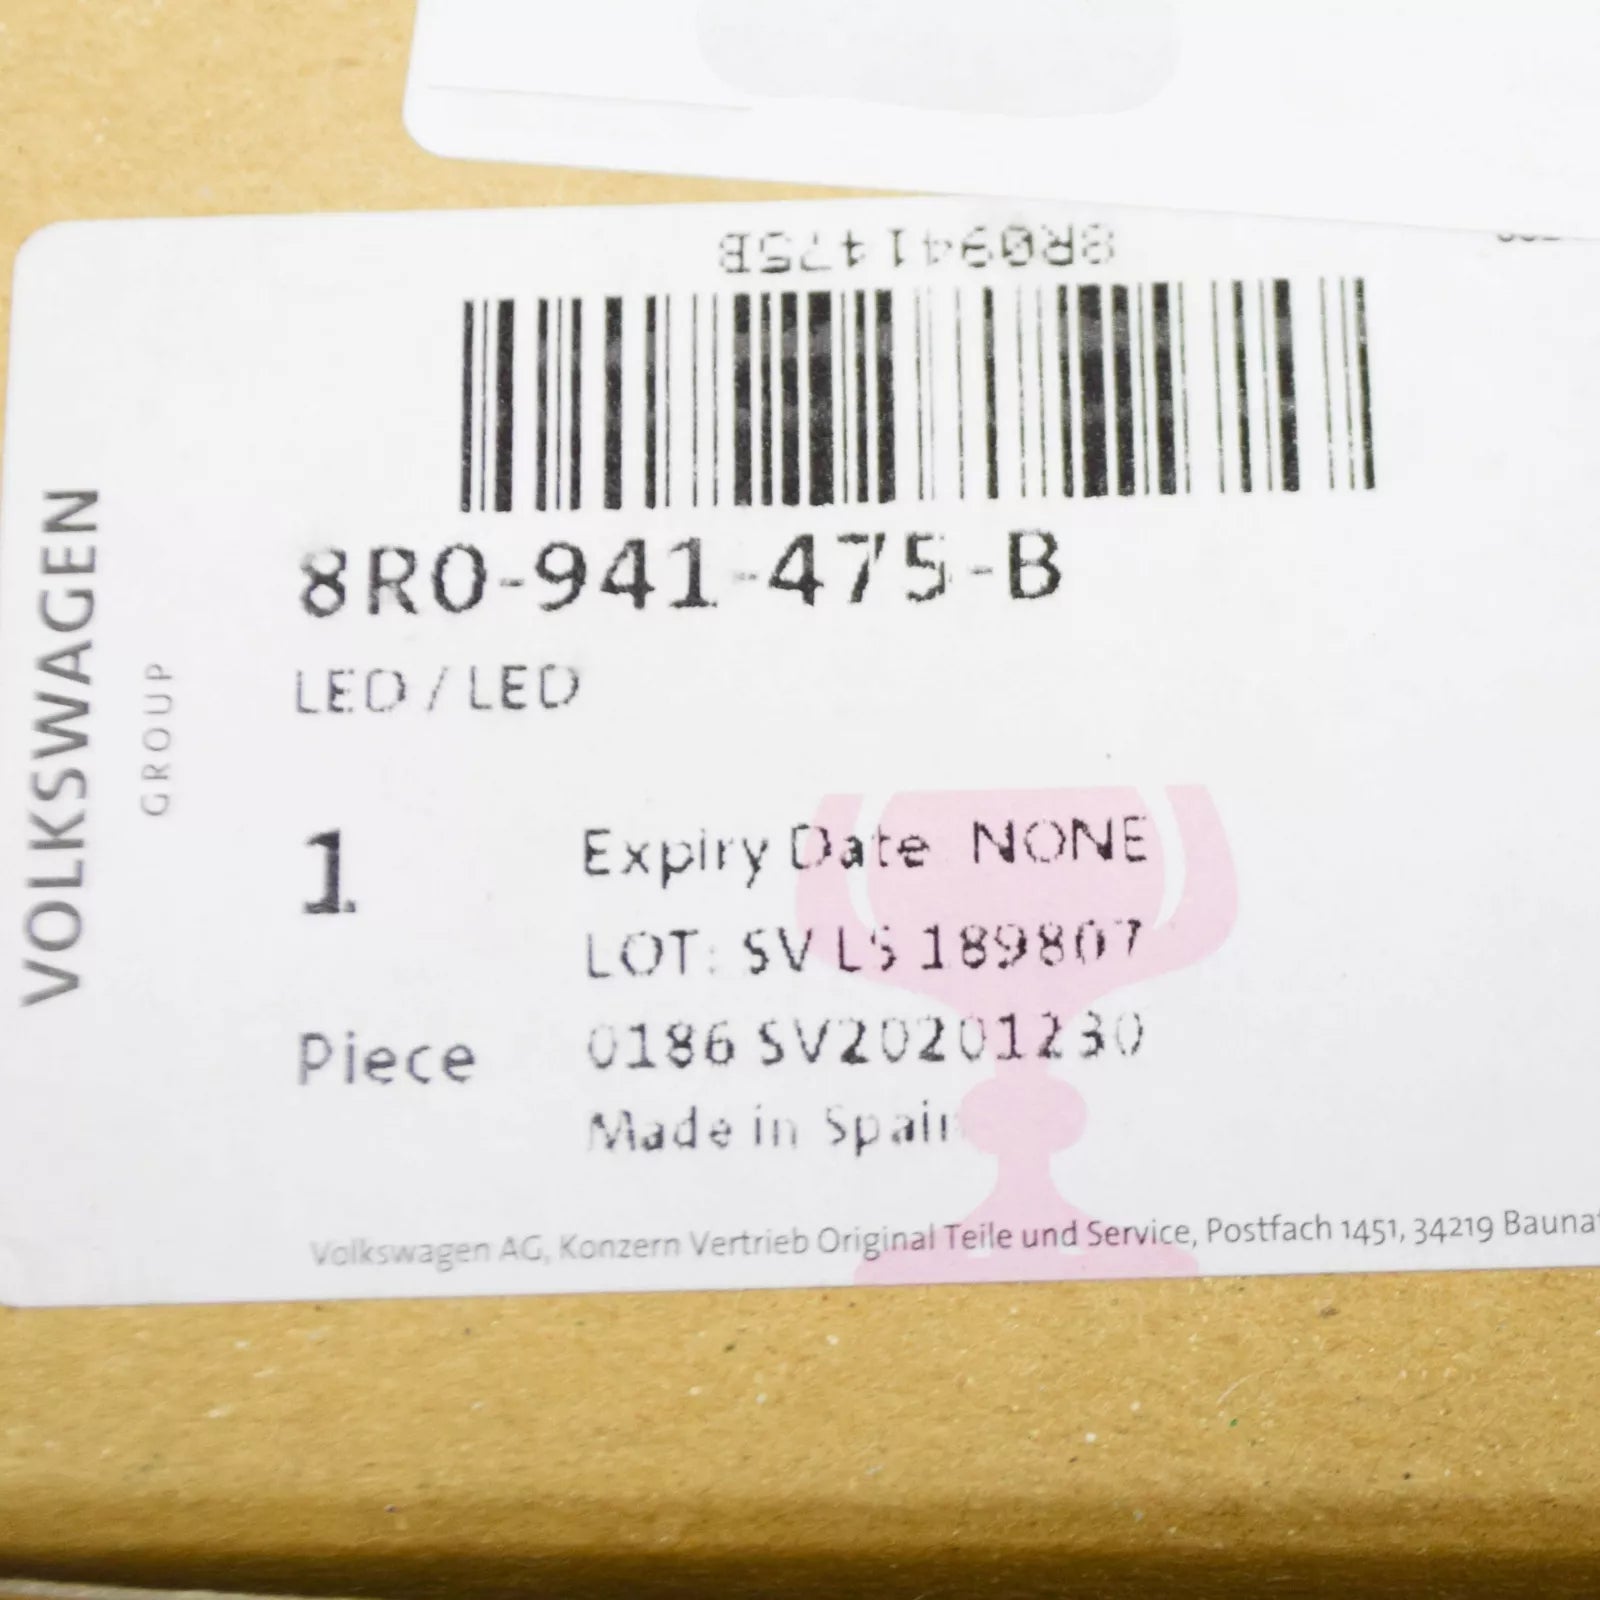 8R0941475B
8R0-941-475-B
LED / LED
1
Expiry Date NONE
LOT: SV LS 189807
Piece
0186 SV20201230
Made in Spain
Volkswagen AG, Konzern Vertrieb Original Teile und Service, Postfach 1451, 34219 Bauna
VOLKSWAGEN
GROUP